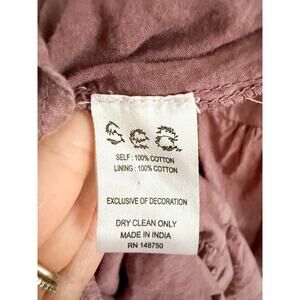 Sea
SELF : 100% COTTON
LINING : 100% COTTON
EXCLUSIVE OF DECORATION
DRY CLEAN ONLY
MADE IN INDIA
RN 148750